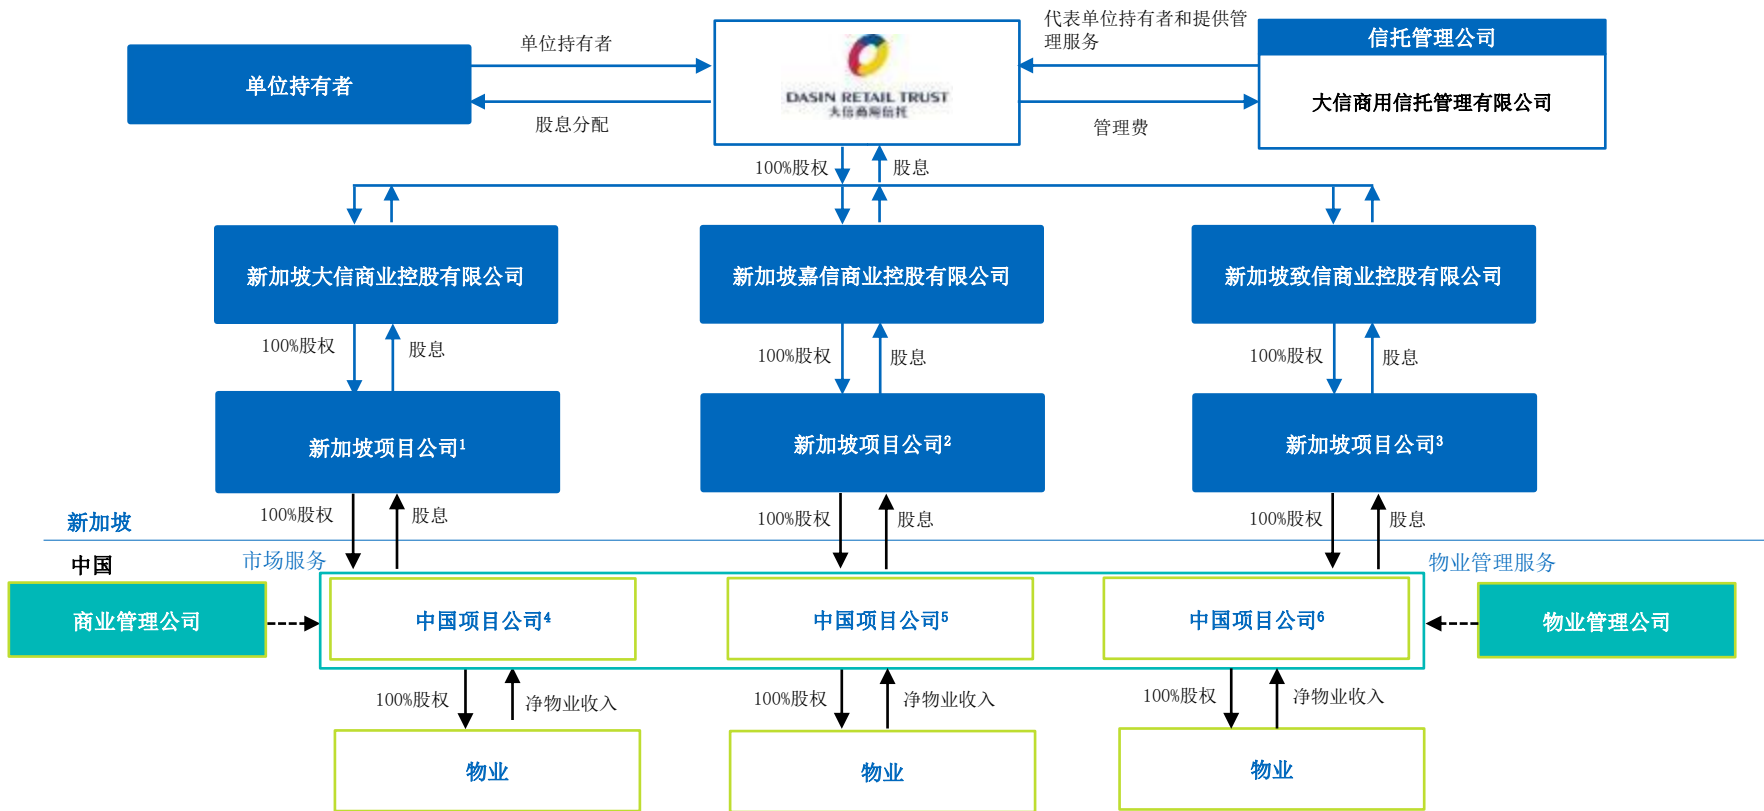 单位持有者
单位持有者
股息分配
DASIN RETAIL TRUST
大信商用信托
代表单位持有者和提供管
理服务
管理费
信托管理公司
大信商用信托管理有限公司
100%股权
股息
新加坡大信商业控股有限公司
新加坡嘉信商业控股有限公司
新加坡致信商业控股有限公司
100%股权
股息
100%股权
股息
100%股权
股息
新加坡项目公司1
新加坡项目公司2
新加坡项目公司3
100%股权
股息
100%股权
股息
100%股权
股息
新加坡
中国
市场服务
物业管理服务
商业管理公司
中国项目公司4
中国项目公司5
中国项目公司6
物业管理公司
100%股权
净物业收入
100%股权
净物业收入
100%股权
净物业收入
物业
物业
物业